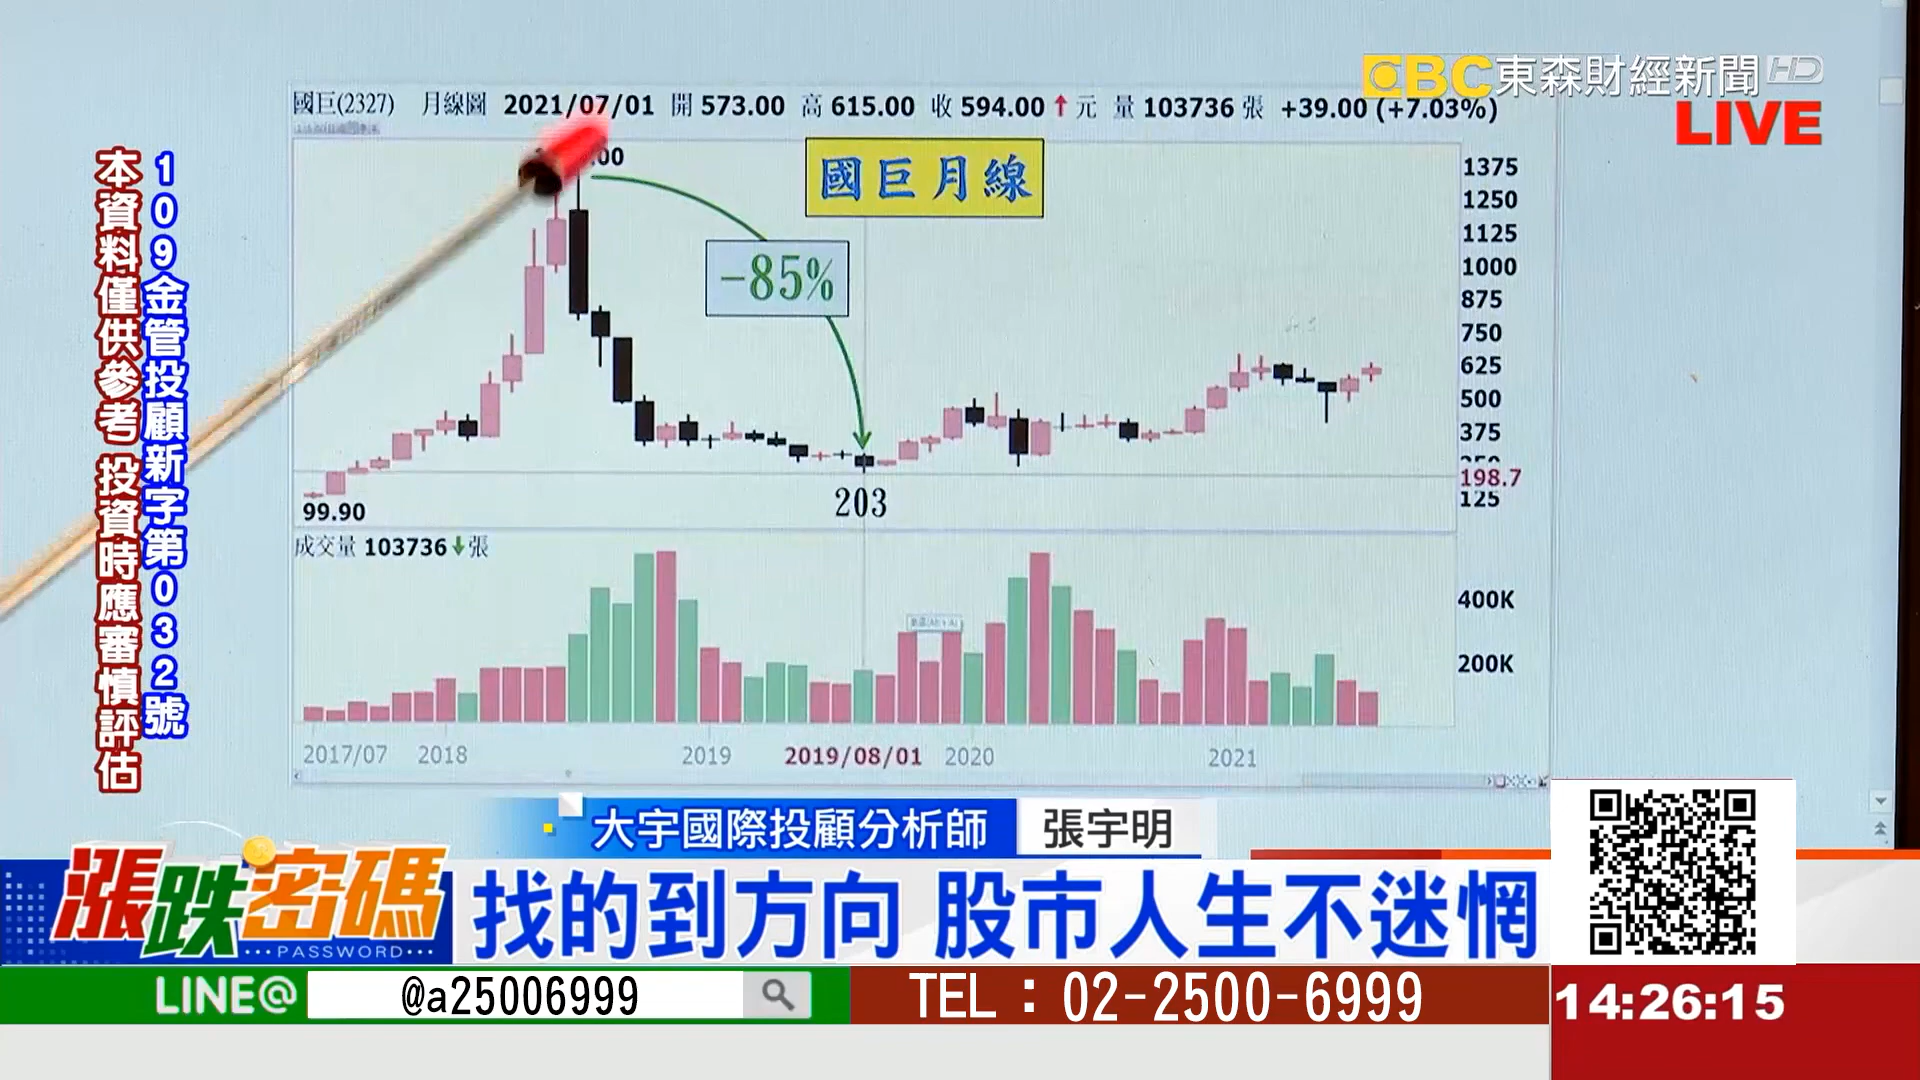 EBC東森財經新聞HD
LIVE
國巨(2327) 月線圖 2021/07/01 開 573.00 高 615.00 收 594.00↑元 量 103736 張 +39.00 (+7.03%)
國巨月線
-85%
1375
1250
1125
1000
875
750
625
500
375
198.7
125
99.90
203
成交量 103736↓張
400K
200K
2017/07 2018 2019 2019/08/01 2020 2021
109金管投顧新字第032號
本資料僅供參考 投資時應審慎評估
大宇國際投顧分析師 張宇明
漲跌密碼
PASSWORD
找的到方向 股市人生不迷惘
LINE@ @a25006999 TEL：02-2500-6999
14:26:15